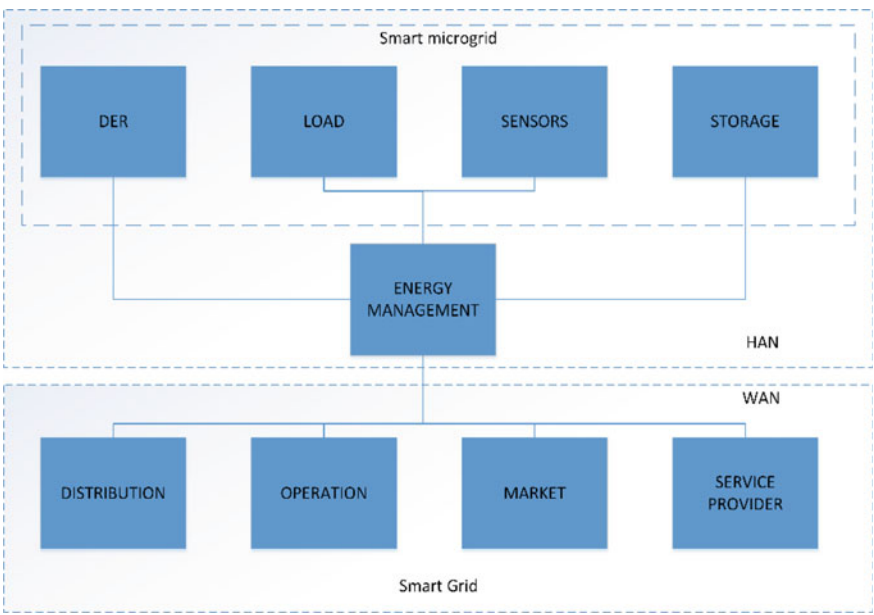 Smart microgrid
DER
LOAD
SENSORS
STORAGE
ENERGY
MANAGEMENT
HAN
WAN
DISTRIBUTION
OPERATION
MARKET
SERVICE
PROVIDER
Smart Grid